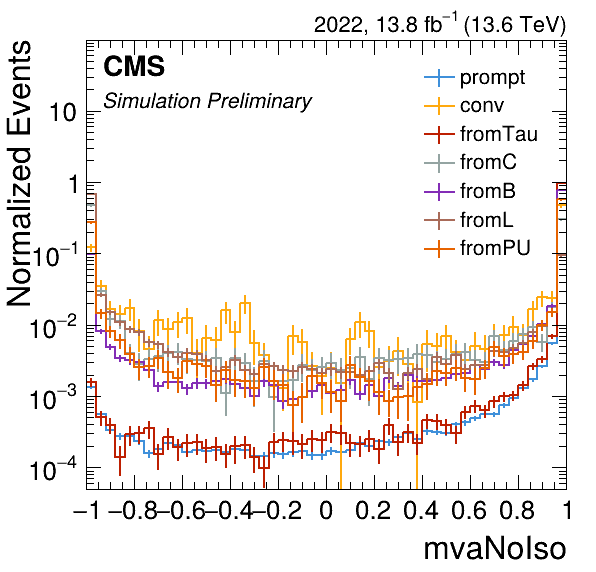 2022, 13.8 fb⁻¹ (13.6 TeV)
CMS
Simulation Preliminary
prompt
conv
fromTau
fromC
fromB
fromL
fromPU
Normalized Events
10
1
10⁻¹
10⁻²
10⁻³
10⁻⁴
−1 −0.8 −0.6 −0.4 −0.2 0 0.2 0.4 0.6 0.8 1
mvaNoIso